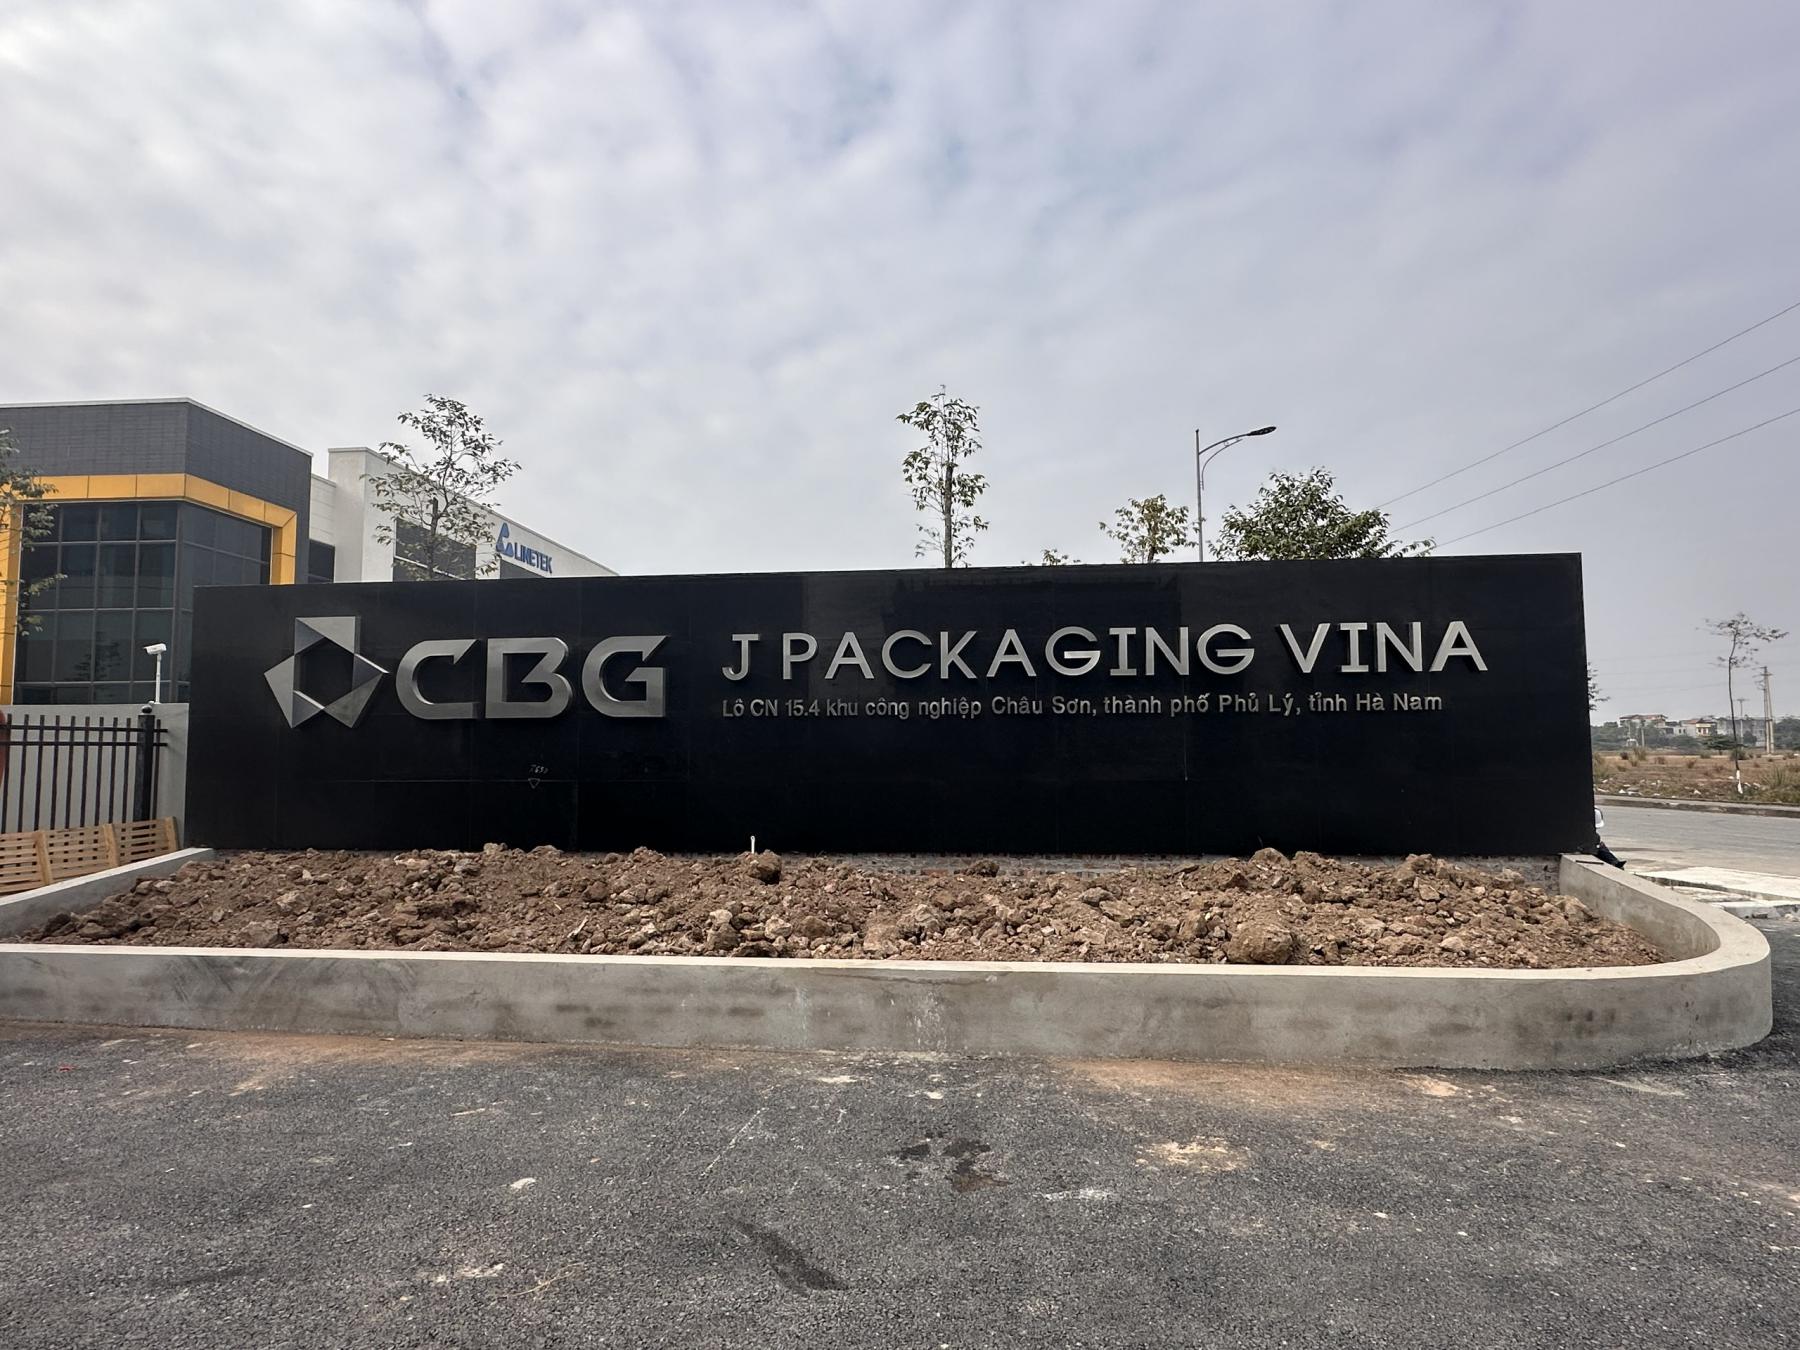 LINETEK
CBG
J PACKAGING VINA
Lô CN 15.4 khu công nghiệp Châu Sơn, thành phố Phủ Lý, tỉnh Hà Nam